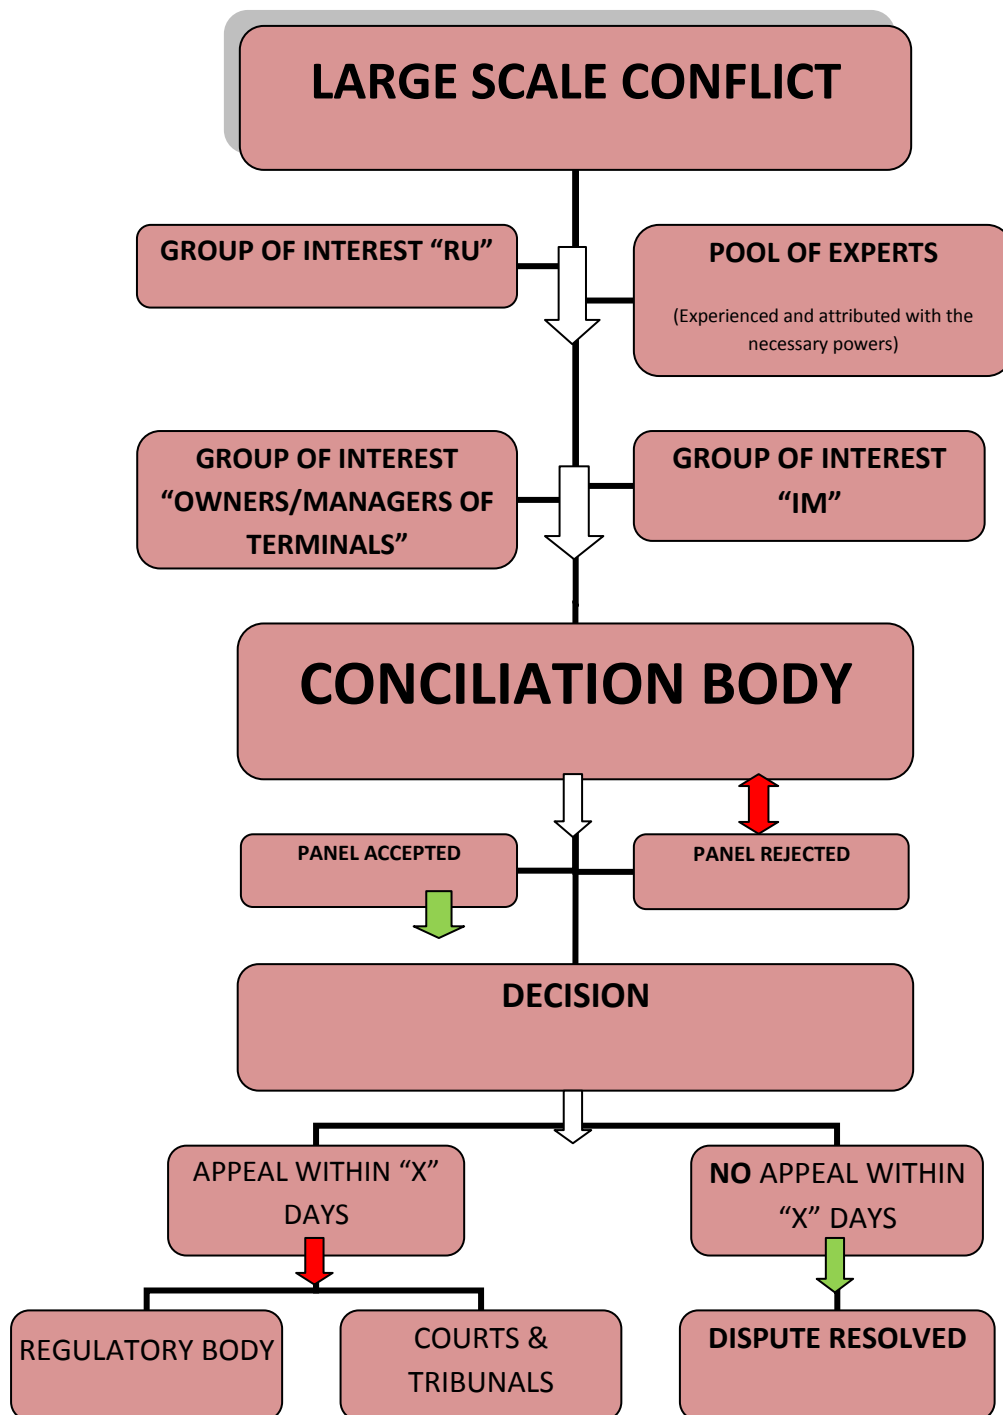 LARGE SCALE CONFLICT
GROUP OF INTEREST “RU”
POOL OF EXPERTS
(Experienced and attributed with the
necessary powers)
GROUP OF INTEREST
“OWNERS/MANAGERS OF
TERMINALS”
GROUP OF INTEREST
“IM”
CONCILIATION BODY
PANEL ACCEPTED
PANEL REJECTED
DECISION
APPEAL WITHIN “X”
DAYS
NO APPEAL WITHIN
“X” DAYS
REGULATORY BODY
COURTS &
TRIBUNALS
DISPUTE RESOLVED